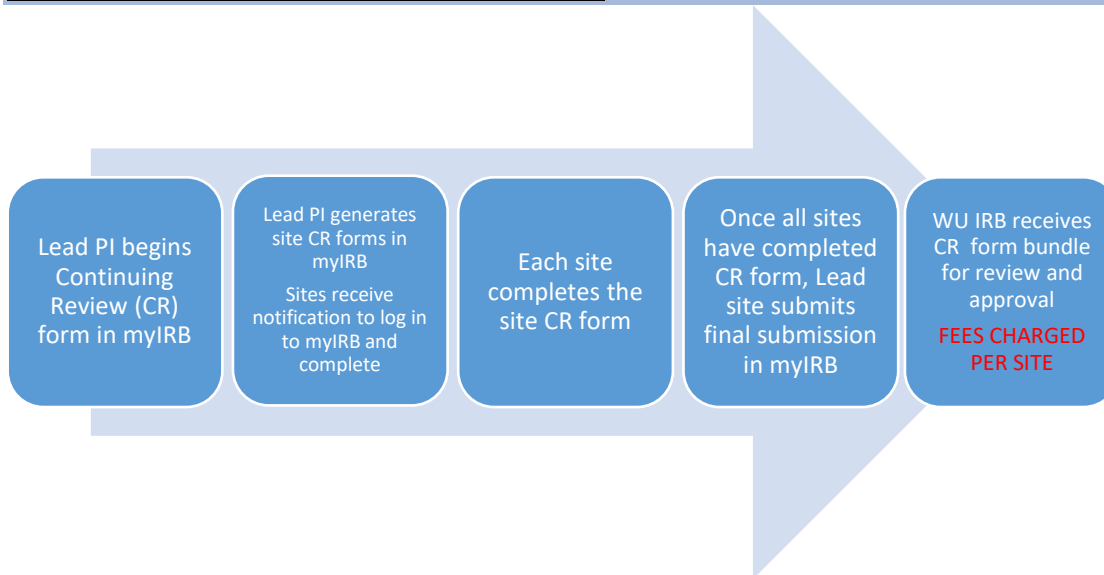 Lead PI begins
Continuing
Review (CR)
form in myIRB
Lead PI generates
site CR forms in
myIRB
Sites receive
notification to log in
to myIRB and
complete
Each site
completes the
site CR form
Once all sites
have completed
CR form, Lead
site submits
final submission
in myIRB
WU IRB receives
CR form bundle
for review and
approval
FEES CHARGED
PER SITE